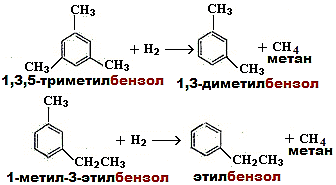 CH₃ CH₃
CH₃ CH₃ + H₂ → CH₃ + CH₄
метан
1,3,5-триметилбензол 1,3-диметилбензол
CH₃
+ H₂ → + CH₄
метан
CH₂CH₃ CH₂CH₃
1-метил-3-этилбензол этилбензол